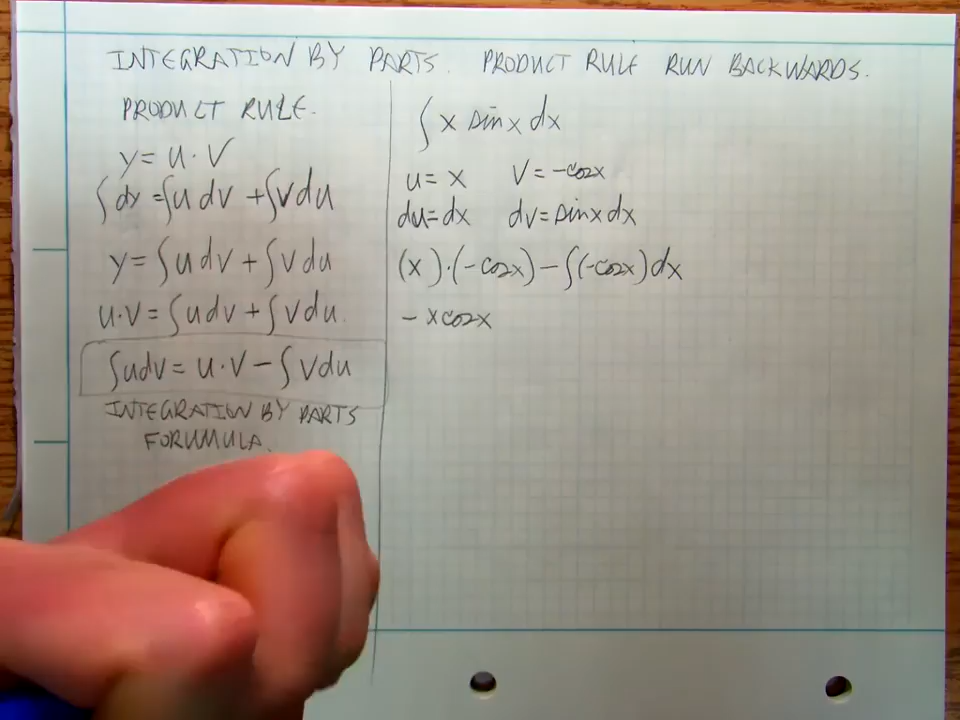 INTEGRATION BY PARTS. PRODUCT RULE RUN BACKWARDS.
PRODUCT RULE.
y = u · v
∫ dy = ∫ u dv + ∫ v du
y = ∫ u dv + ∫ v du
u·v = ∫ u dv + ∫ v du.
∫ u dv = u · v − ∫ v du
INTEGRATION BY PARTS
FORUMULA.
∫ x sin x dx
u = x v = -cos x
du = dx dv = sin x dx
(x)·(-cos x) − ∫(-cos x) dx
− x cos x